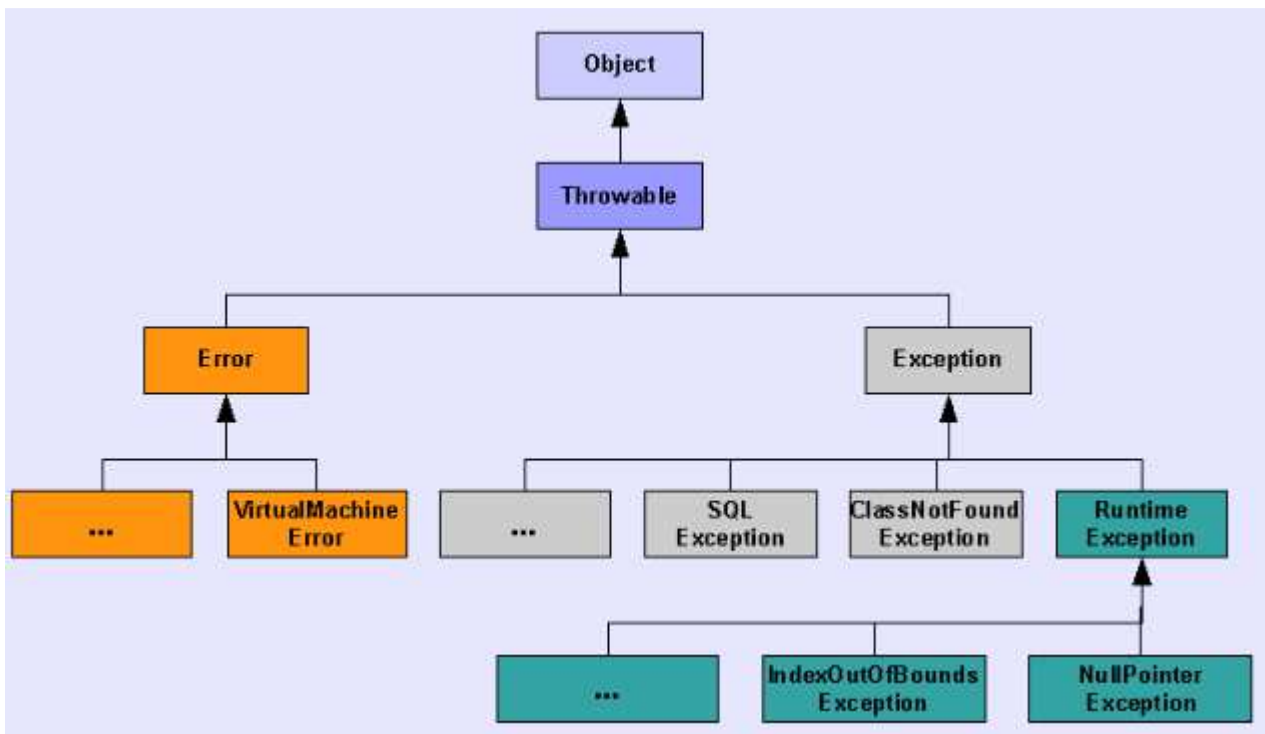 Object
Throwable
Error
Exception
...
VirtualMachine
Error
...
SQL
Exception
ClassNotFound
Exception
Runtime
Exception
...
IndexOutOfBounds
Exception
NullPointer
Exception